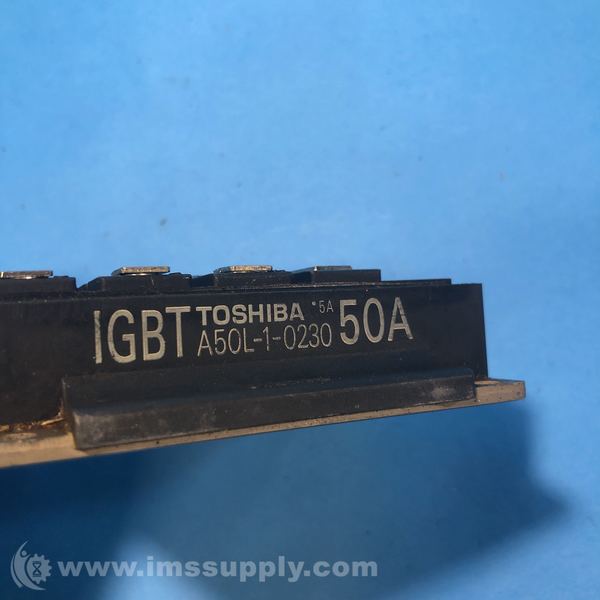 IGBT TOSHIBA *5A 50A
A50L-1-0230
www.imssupply.com